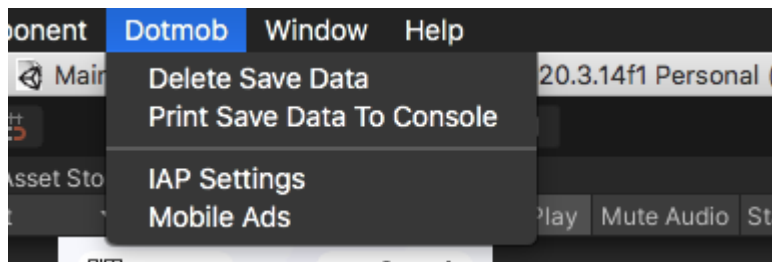 ponent Dotmob Window Help
Main 20.3.14f1 Personal (
Delete Save Data
Print Save Data To Console
Asset Sto
IAP Settings
Mobile Ads
Play Mute Audio St